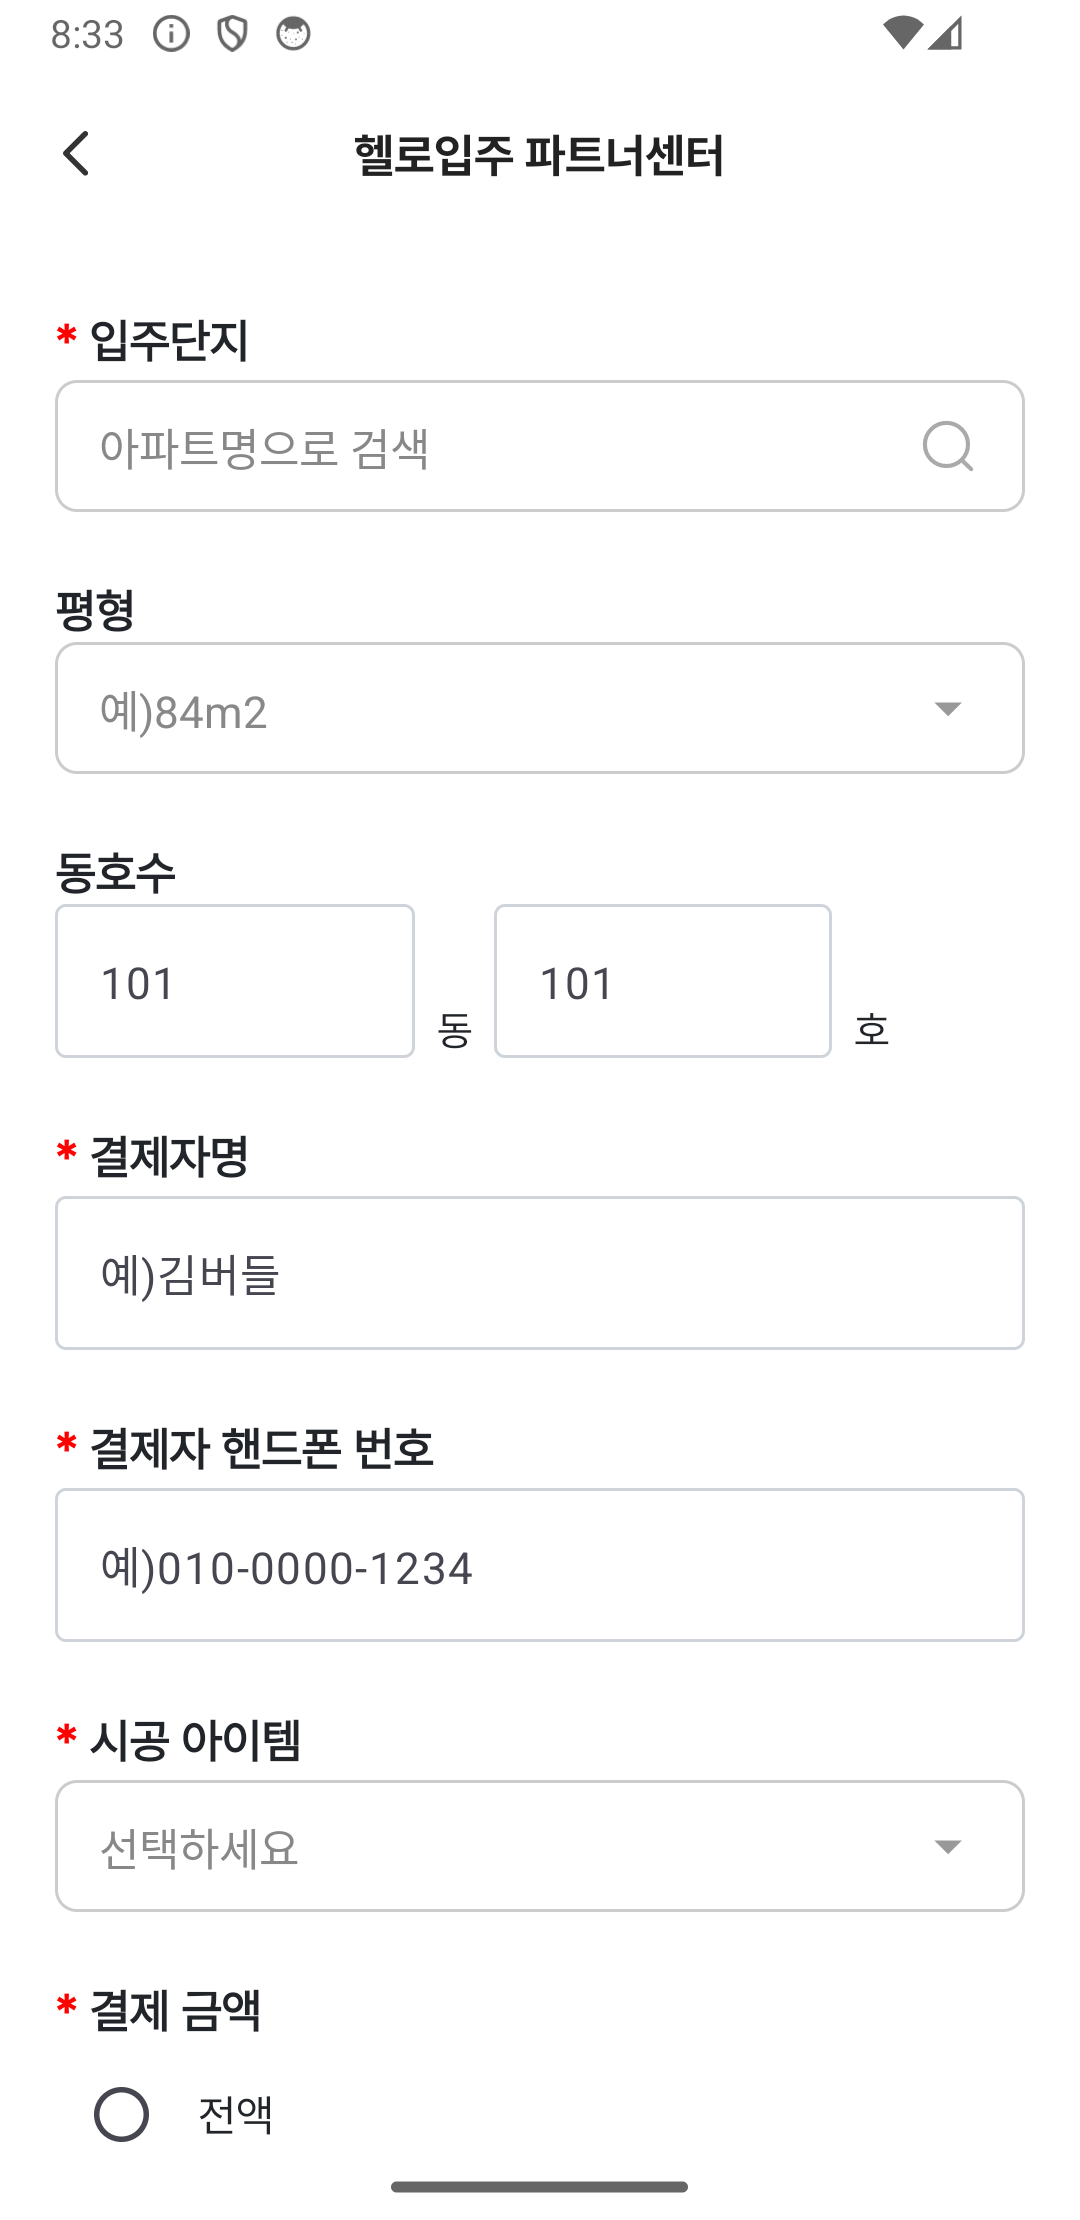 8:33
헬로입주 파트너센터
* 입주단지
아파트명으로 검색
평형
예)84m2
동호수
101 동 101 호
* 결제자명
예)김버들
* 결제자 핸드폰 번호
예)010-0000-1234
* 시공 아이템
선택하세요
* 결제 금액
전액